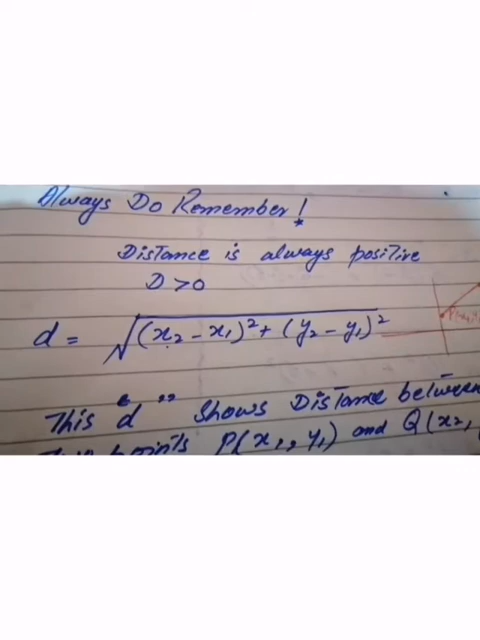 Always Do Remember!
Distance is always positive
D > 0
d = √(x₂ - x₁)² + (y₂ - y₁)²
This "d" shows Distance between
points P(x₁, y₁) and Q(x₂,